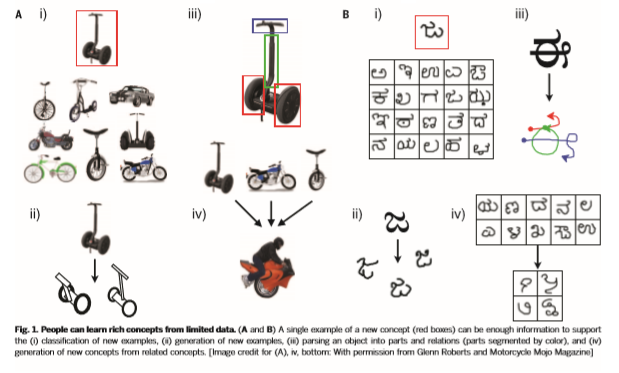 A i) iii) B i) iii)
ಅ ಇ ಉ ಎ ಔ
ಕ ಖ ಗ ಜ ಝ
ಠ ಣ ದ
ನ ಯ ಲ ಹ ಳ
ii) iv) ii) iv)
ಯ ಣ ದ ನ ಲ
ಎ ಳ ಖ ಔ ಉ
Fig. 1. People can learn rich concepts from limited data. (A and B) A single example of a new concept (red boxes) can be enough information to support
the (i) classification of new examples, (ii) generation of new examples, (iii) parsing an object into parts and relations (parts segmented by color), and (iv)
generation of new concepts from related concepts. [Image credit for (A), iv, bottom: With permission from Glenn Roberts and Motorcycle Mojo Magazine]